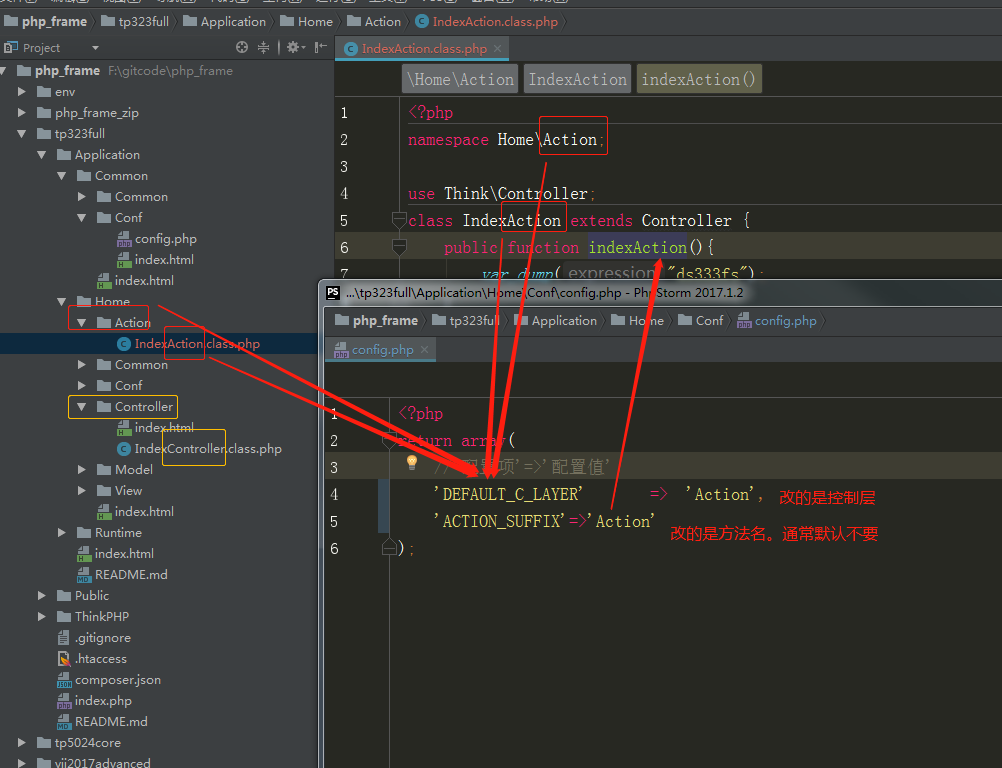 php_frame tp323full Application Home Action IndexAction.class.php
Project
IndexAction.class.php
php_frame F:\gitcode\php_frame
env
php_frame_zip
tp323full
Application
Common
Common
Conf
config.php
index.html
index.html
Home
Action
IndexAction.class.php
Common
Conf
Controller
index.html
IndexController.class.php
Model
View
index.html
Runtime
index.html
README.md
Public
ThinkPHP
.gitignore
.htaccess
composer.json
index.php
README.md
tp5024core
yii2017advanced
\Home\Action IndexAction indexAction()
1 <?php
2 namespace Home\Action;
3
4 use Think\Controller;
5 class IndexAction extends Controller {
6 public function indexAction(){
7 var_dump( expression "ds333fs");
PS ...\tp323full\Application\Home\Conf\config.php - PhpStorm 2017.1.2
php_frame tp323full Application Home Conf config.php
config.php
1 <?php
2 return array(
3 //'配置项'=>'配置值'
4 'DEFAULT_C_LAYER' => 'Action', 改的是控制层
5 'ACTION_SUFFIX'=>'Action'
改的是方法名。通常默认不要
6 );